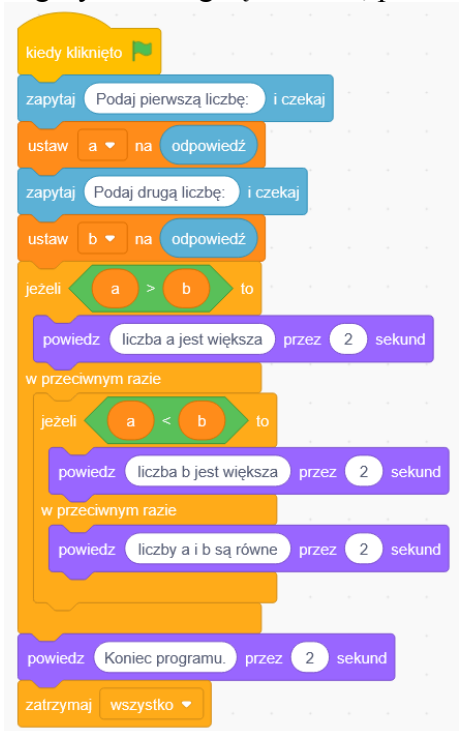 kiedy kliknięto
zapytaj Podaj pierwszą liczbę: i czekaj
ustaw a na odpowiedź
zapytaj Podaj drugą liczbę: i czekaj
ustaw b na odpowiedź
jeżeli a > b to
powiedz liczba a jest większa przez 2 sekund
w przeciwnym razie
jeżeli a < b to
powiedz liczba b jest większa przez 2 sekund
w przeciwnym razie
powiedz liczby a i b są równe przez 2 sekund
powiedz Koniec programu. przez 2 sekund
zatrzymaj wszystko